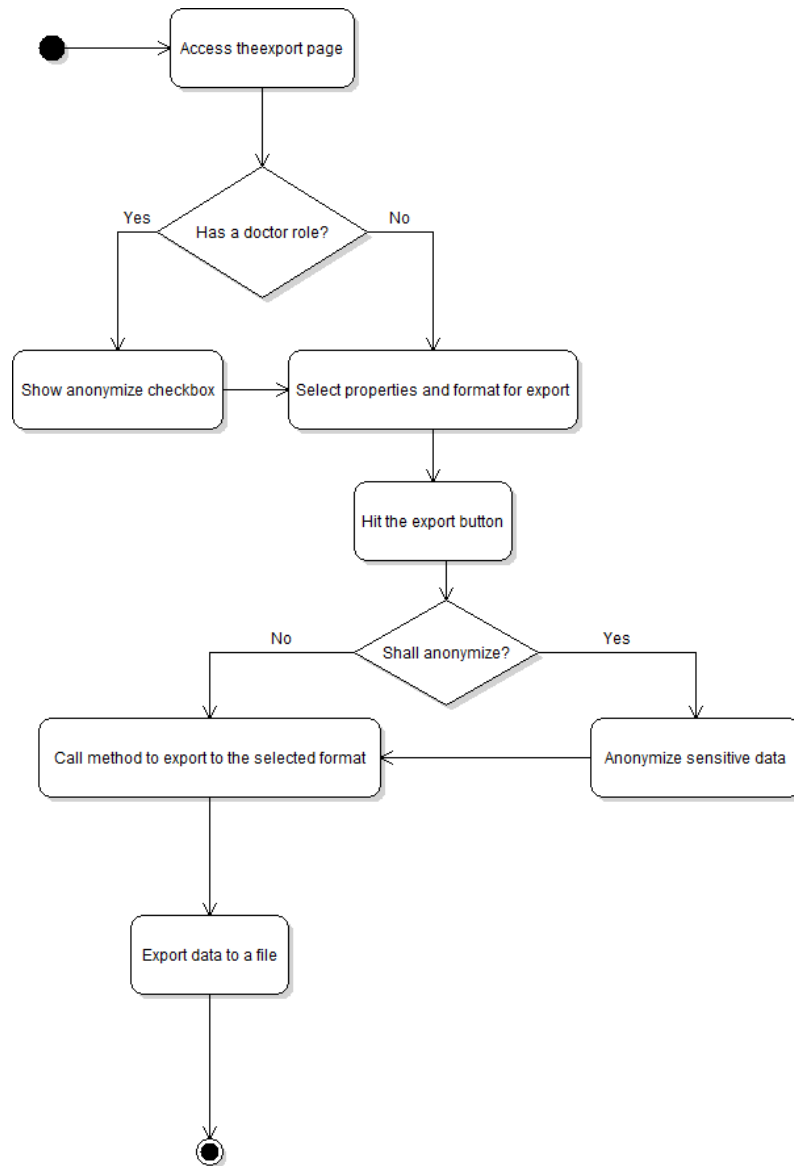 Access theexport page
Yes
Has a doctor role?
No
Show anonymize checkbox
Select properties and format for export
Hit the export button
No
Shall anonymize?
Yes
Call method to export to the selected format
Anonymize sensitive data
Export data to a file